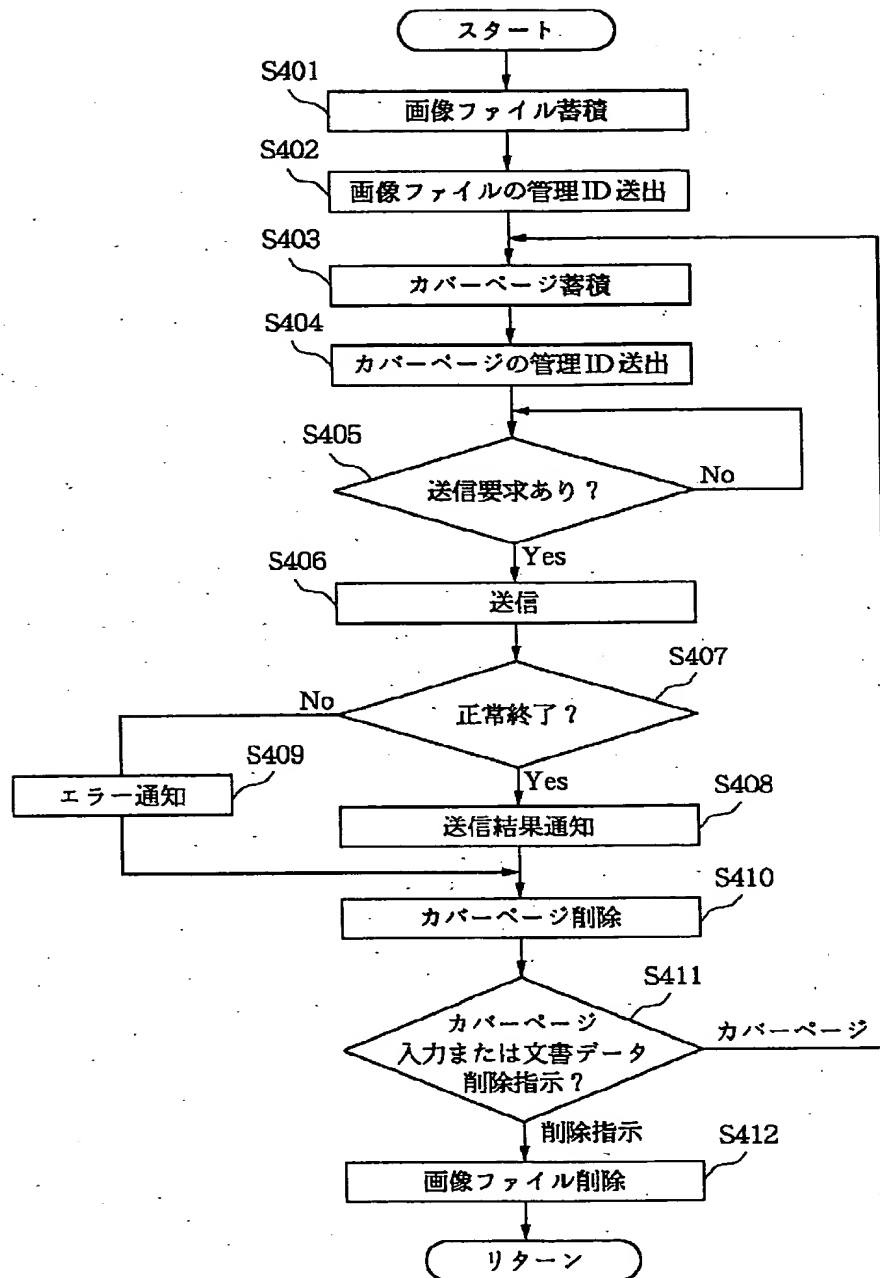 スタート
S401
画像ファイル蓄積
S402
画像ファイルの管理ID送出
S403
カバーページ蓄積
S404
カバーページの管理ID送出
S405
送信要求あり？
No
Yes
S406
送信
S407
No
正常終了？
S409
Yes
エラー通知
S408
送信結果通知
S410
カバーページ削除
S411
カバーページ
入力または文書データ
削除指示？
カバーページ
削除指示
S412
画像ファイル削除
リターン